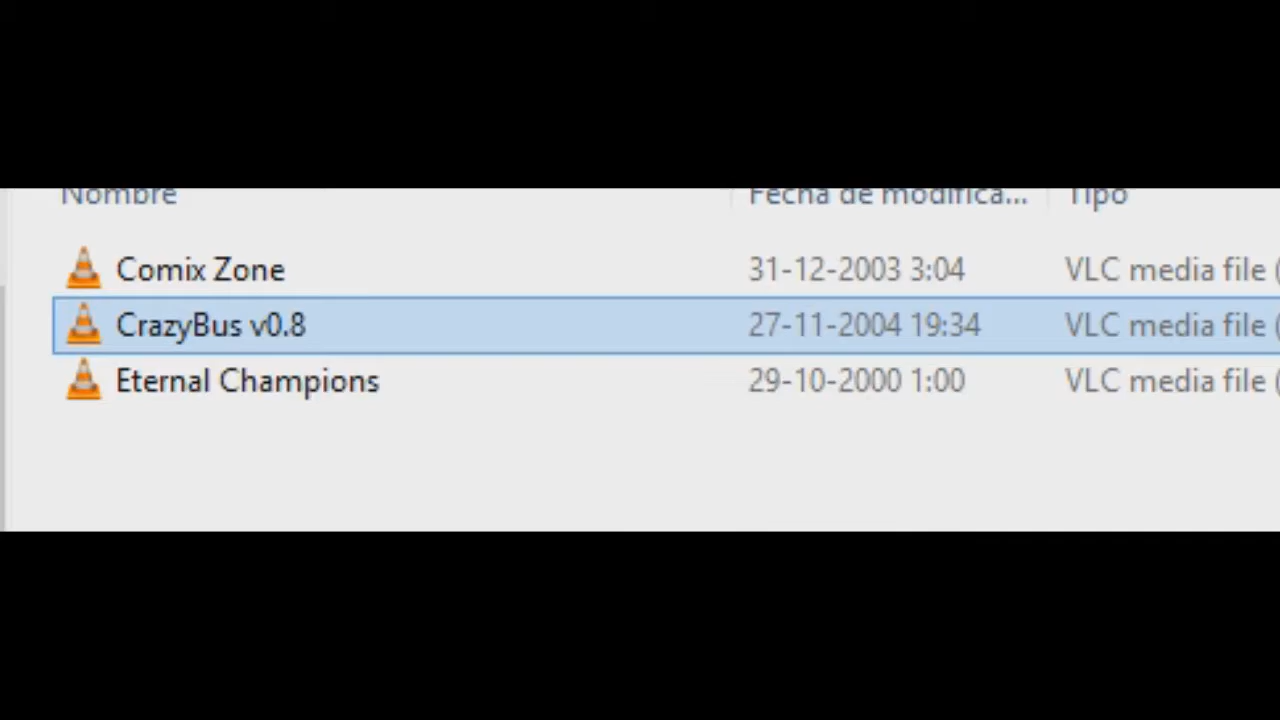 Nombre Fecha de modifica... Tipo
Comix Zone 31-12-2003 3:04 VLC media file (
CrazyBus v0.8 27-11-2004 19:34 VLC media file (
Eternal Champions 29-10-2000 1:00 VLC media file (